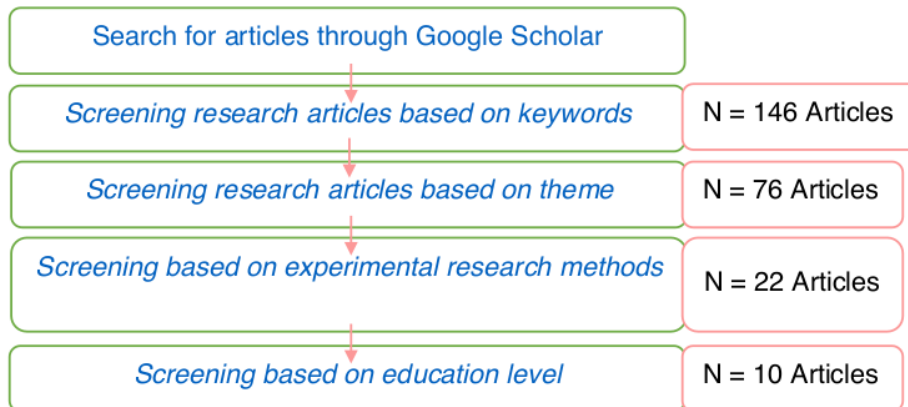 Search for articles through Google Scholar
Screening research articles based on keywords
N = 146 Articles
Screening research articles based on theme
N = 76 Articles
Screening based on experimental research methods
N = 22 Articles
Screening based on education level
N = 10 Articles